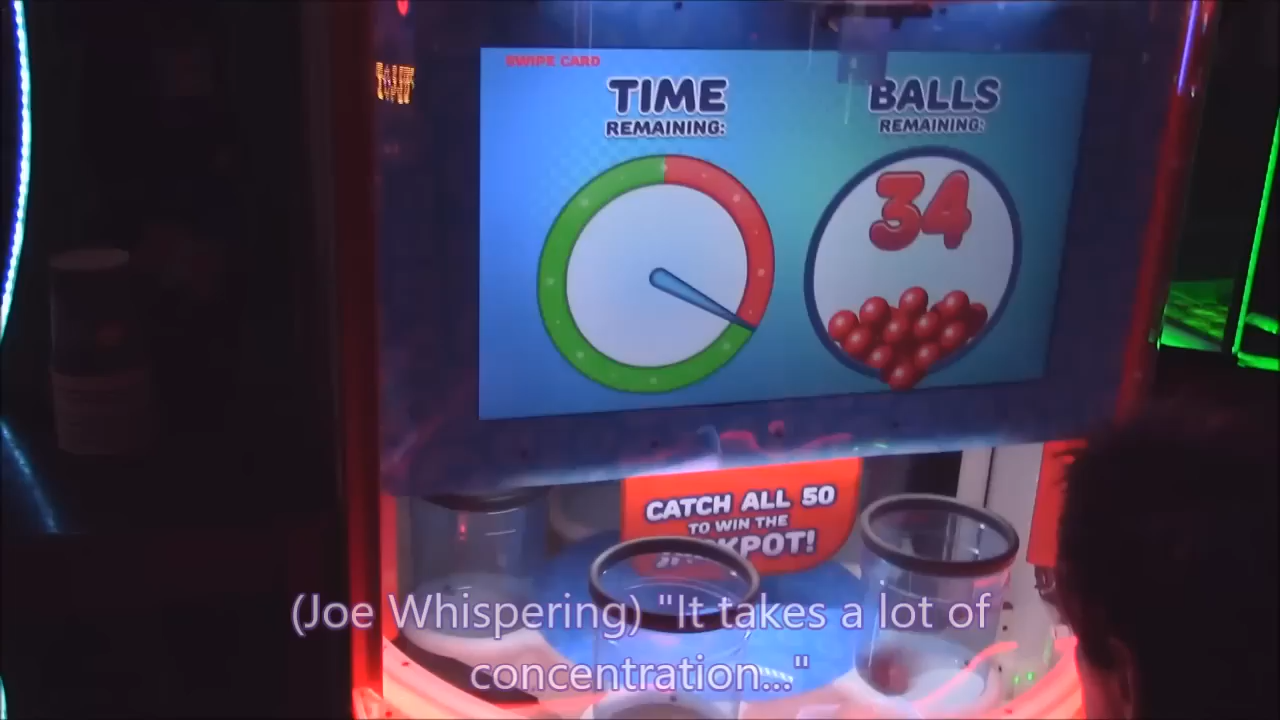 SWIPE CARD
TIME
REMAINING:
BALLS
REMAINING:
34
CATCH ALL 50
TO WIN THE
JACKPOT!
(Joe Whispering) "It takes a lot of
concentration..."